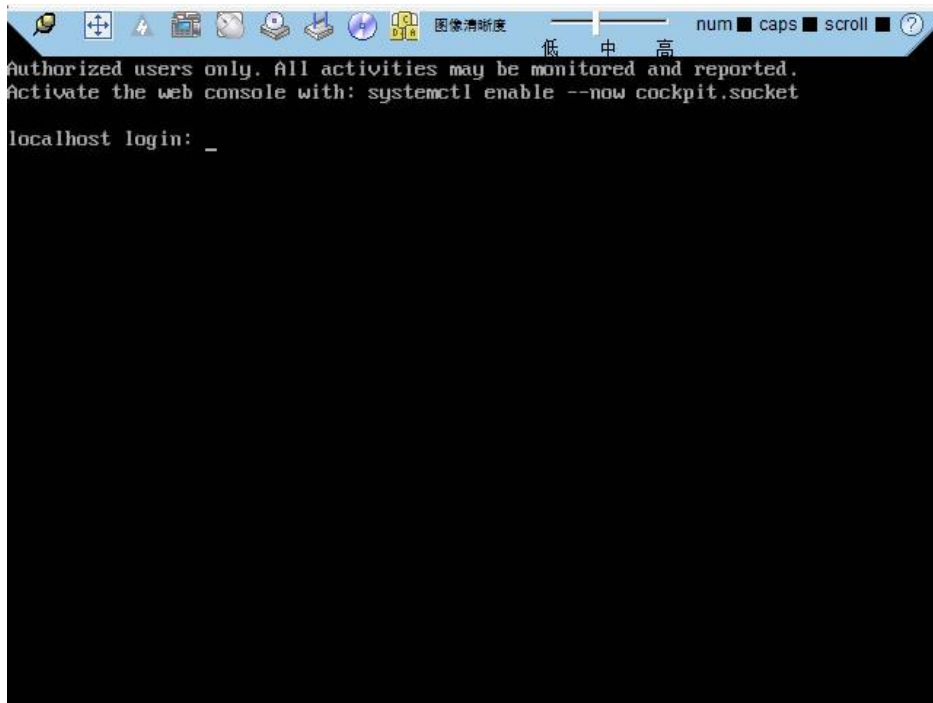 图像清晰度
低 中 高
num caps scroll ?
Authorized users only. All activities may be monitored and reported.
Activate the web console with: systemctl enable --now cockpit.socket
localhost login: _